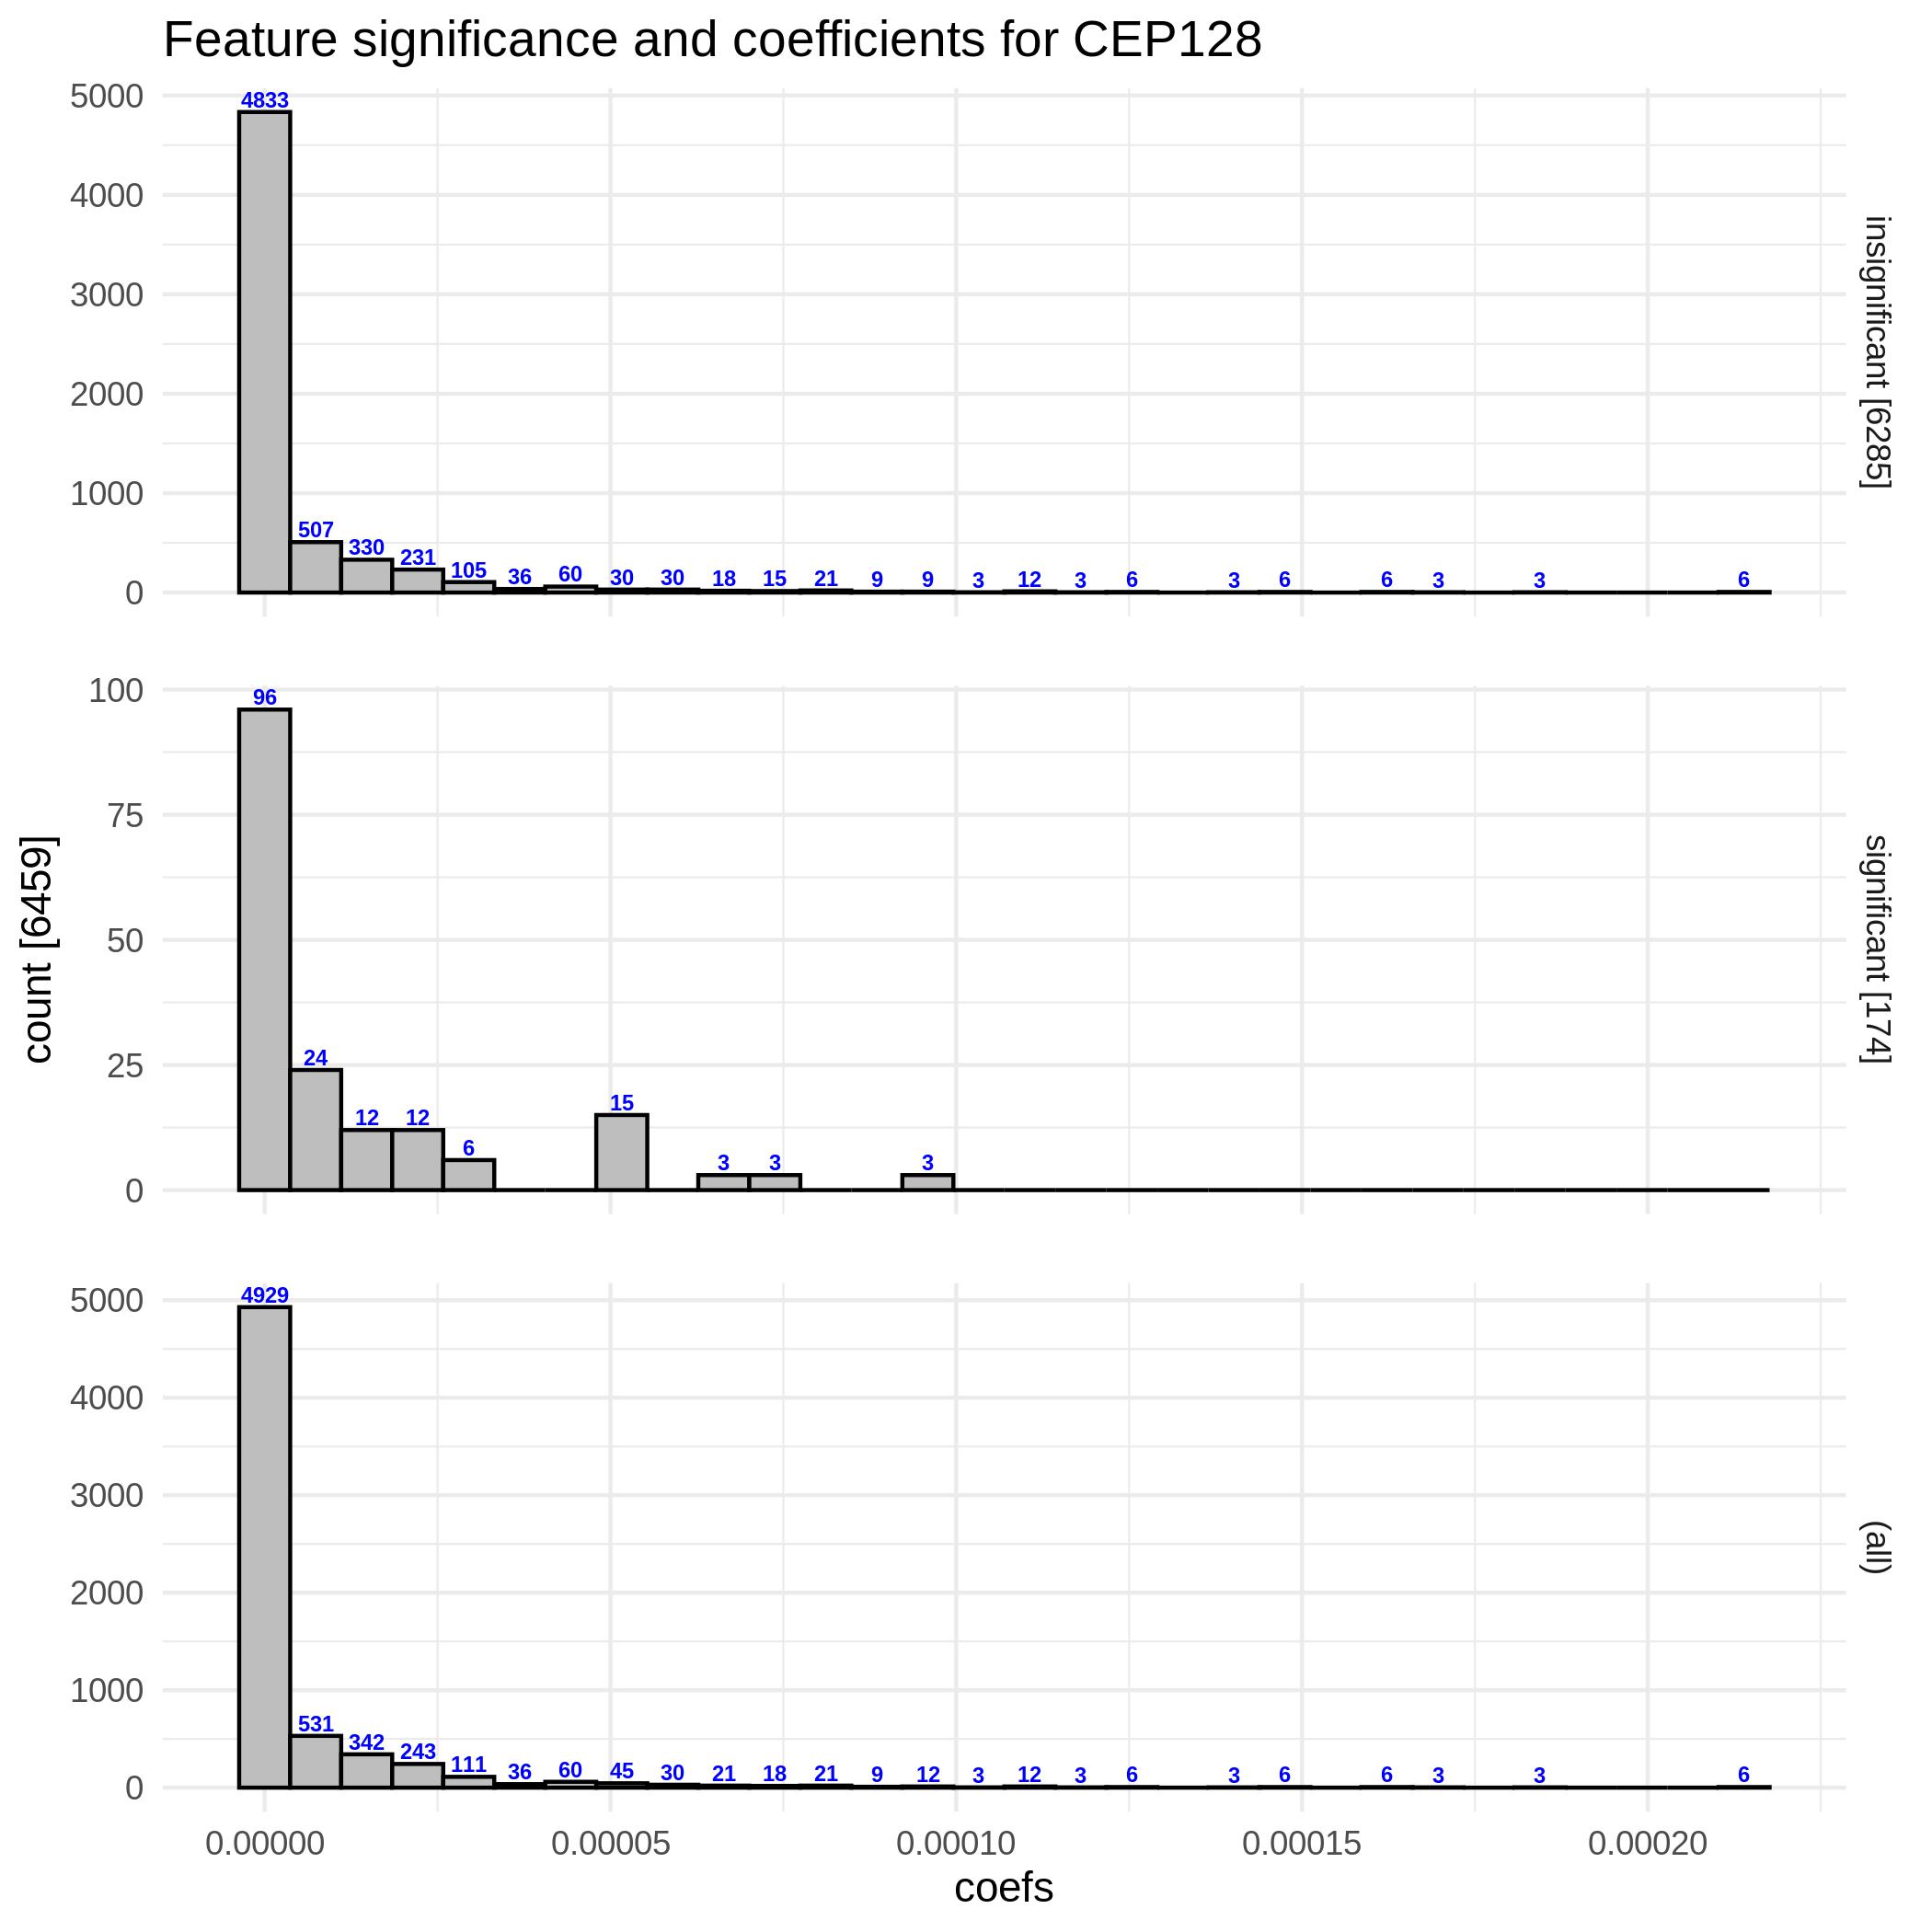 Feature significance and coefficients for CEP128
5000
4000
3000
2000
1000
0
4833 507 330 231 105 36 60 30 30 18 15 21 9 9 3 12 3 6 3 6 6 3 3 6
insignificant [6285]
count [6459]
100
75
50
25
0
96 24 12 12 6 15 3 3 3
significant [174]
5000
4000
3000
2000
1000
0
4929 531 342 243 111 36 60 45 30 21 18 21 9 12 3 12 3 6 3 6 6 3 3 6
(all)
0.00000 0.00005 0.00010 0.00015 0.00020
coefs